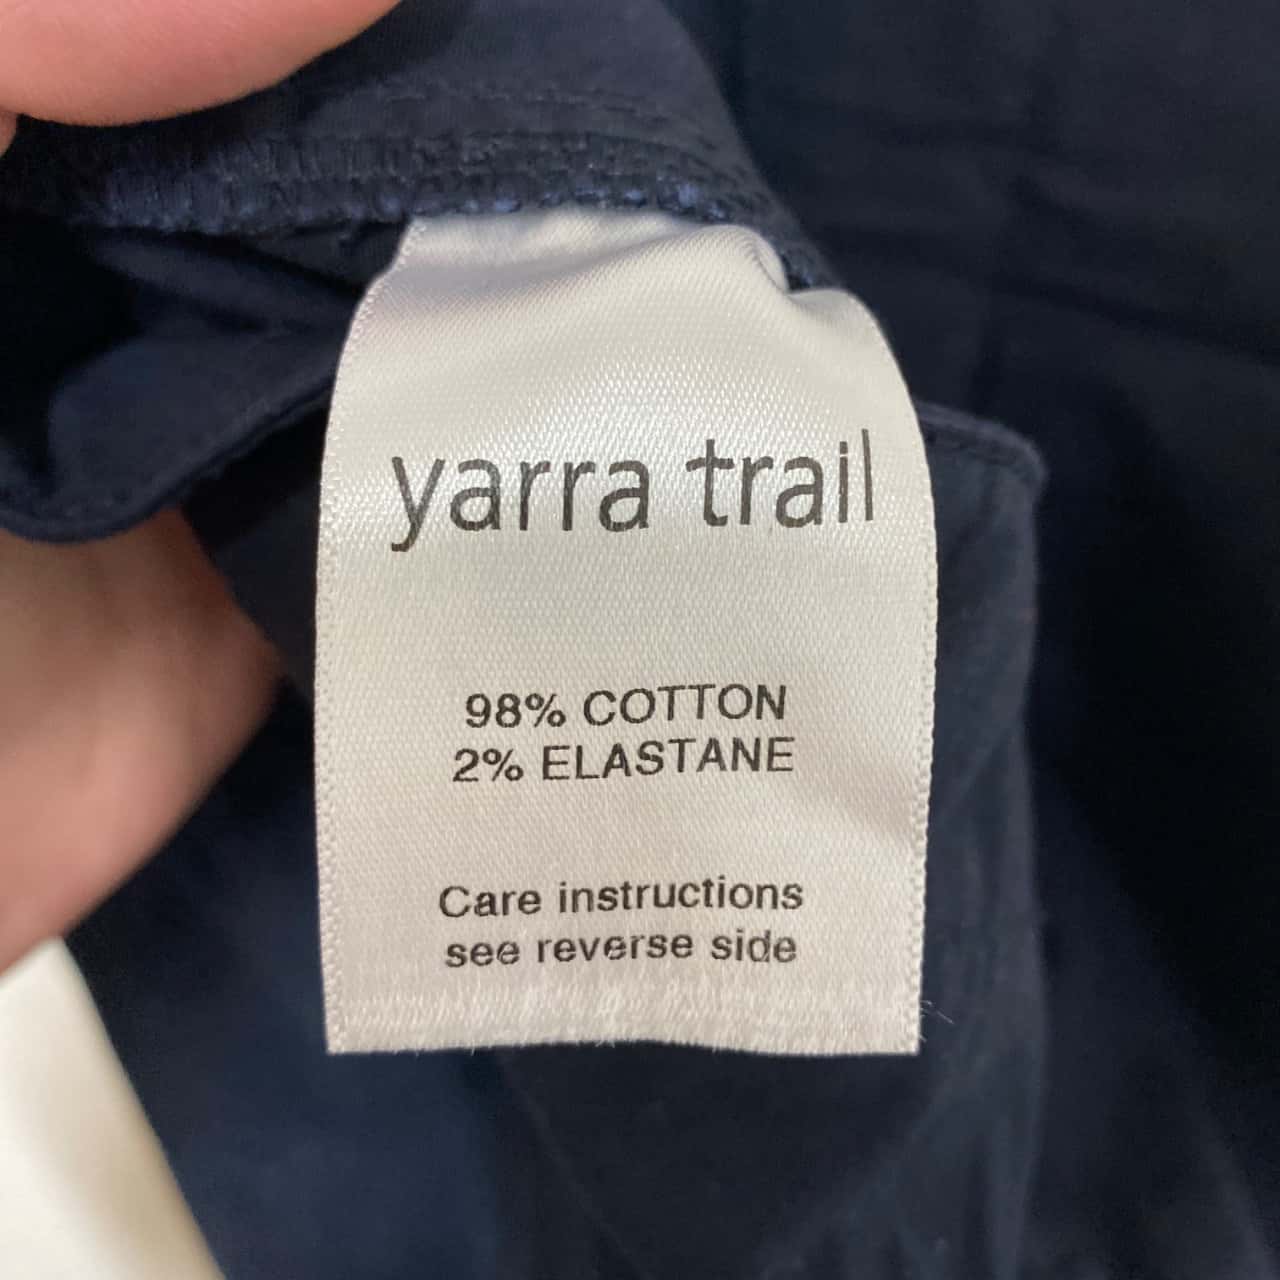 yarra trail
98% COTTON
2% ELASTANE
Care instructions
see reverse side